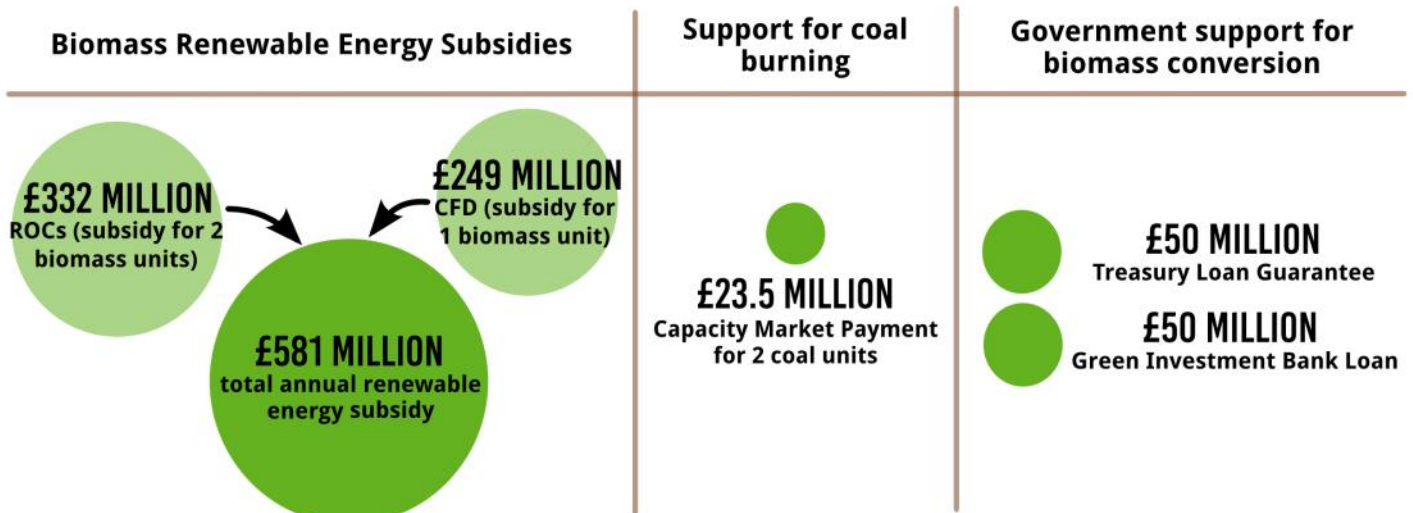 Biomass Renewable Energy Subsidies
Support for coal
burning
Government support for
biomass conversion
£332 MILLION
ROCs (subsidy for 2
biomass units)
£249 MILLION
CFD (subsidy for
1 biomass unit)
£581 MILLION
total annual renewable
energy subsidy
£23.5 MILLION
Capacity Market Payment
for 2 coal units
£50 MILLION
Treasury Loan Guarantee
£50 MILLION
Green Investment Bank Loan